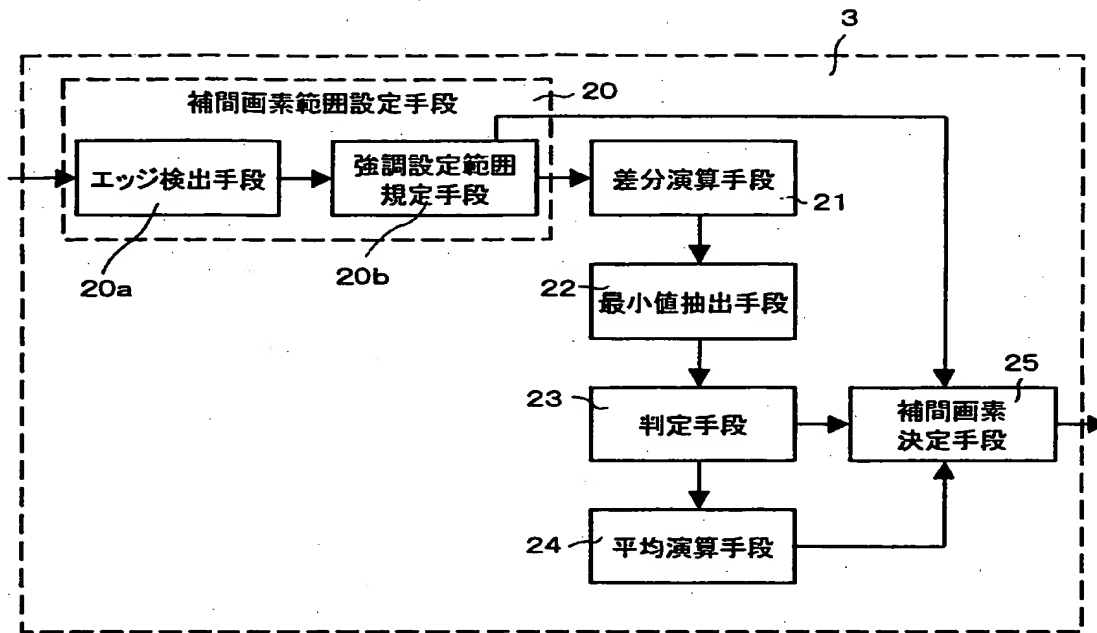 3
補間画素範囲設定手段
20
エッジ検出手段
強調設定範囲
規定手段
差分演算手段
21
20a
20b
22
最小値抽出手段
23
判定手段
25
補間画素
決定手段
24
平均演算手段